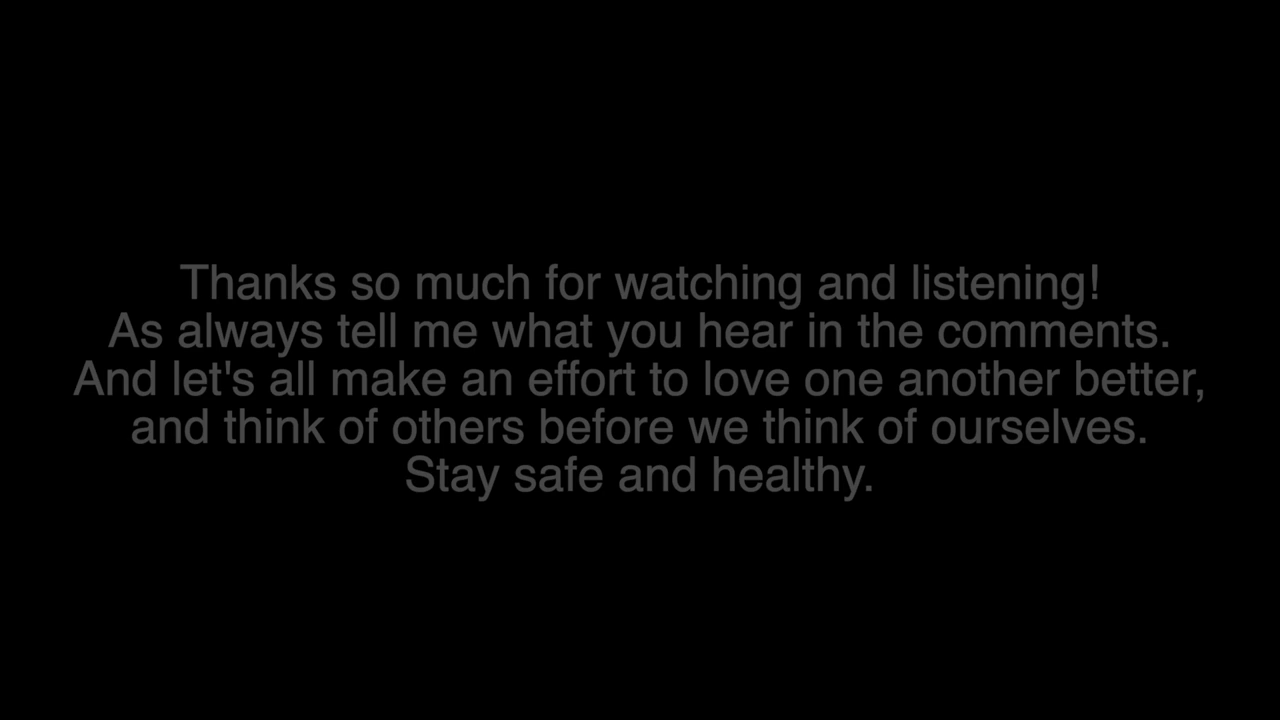 Thanks so much for watching and listening!
As always tell me what you hear in the comments.
And let's all make an effort to love one another better,
and think of others before we think of ourselves.
Stay safe and healthy.